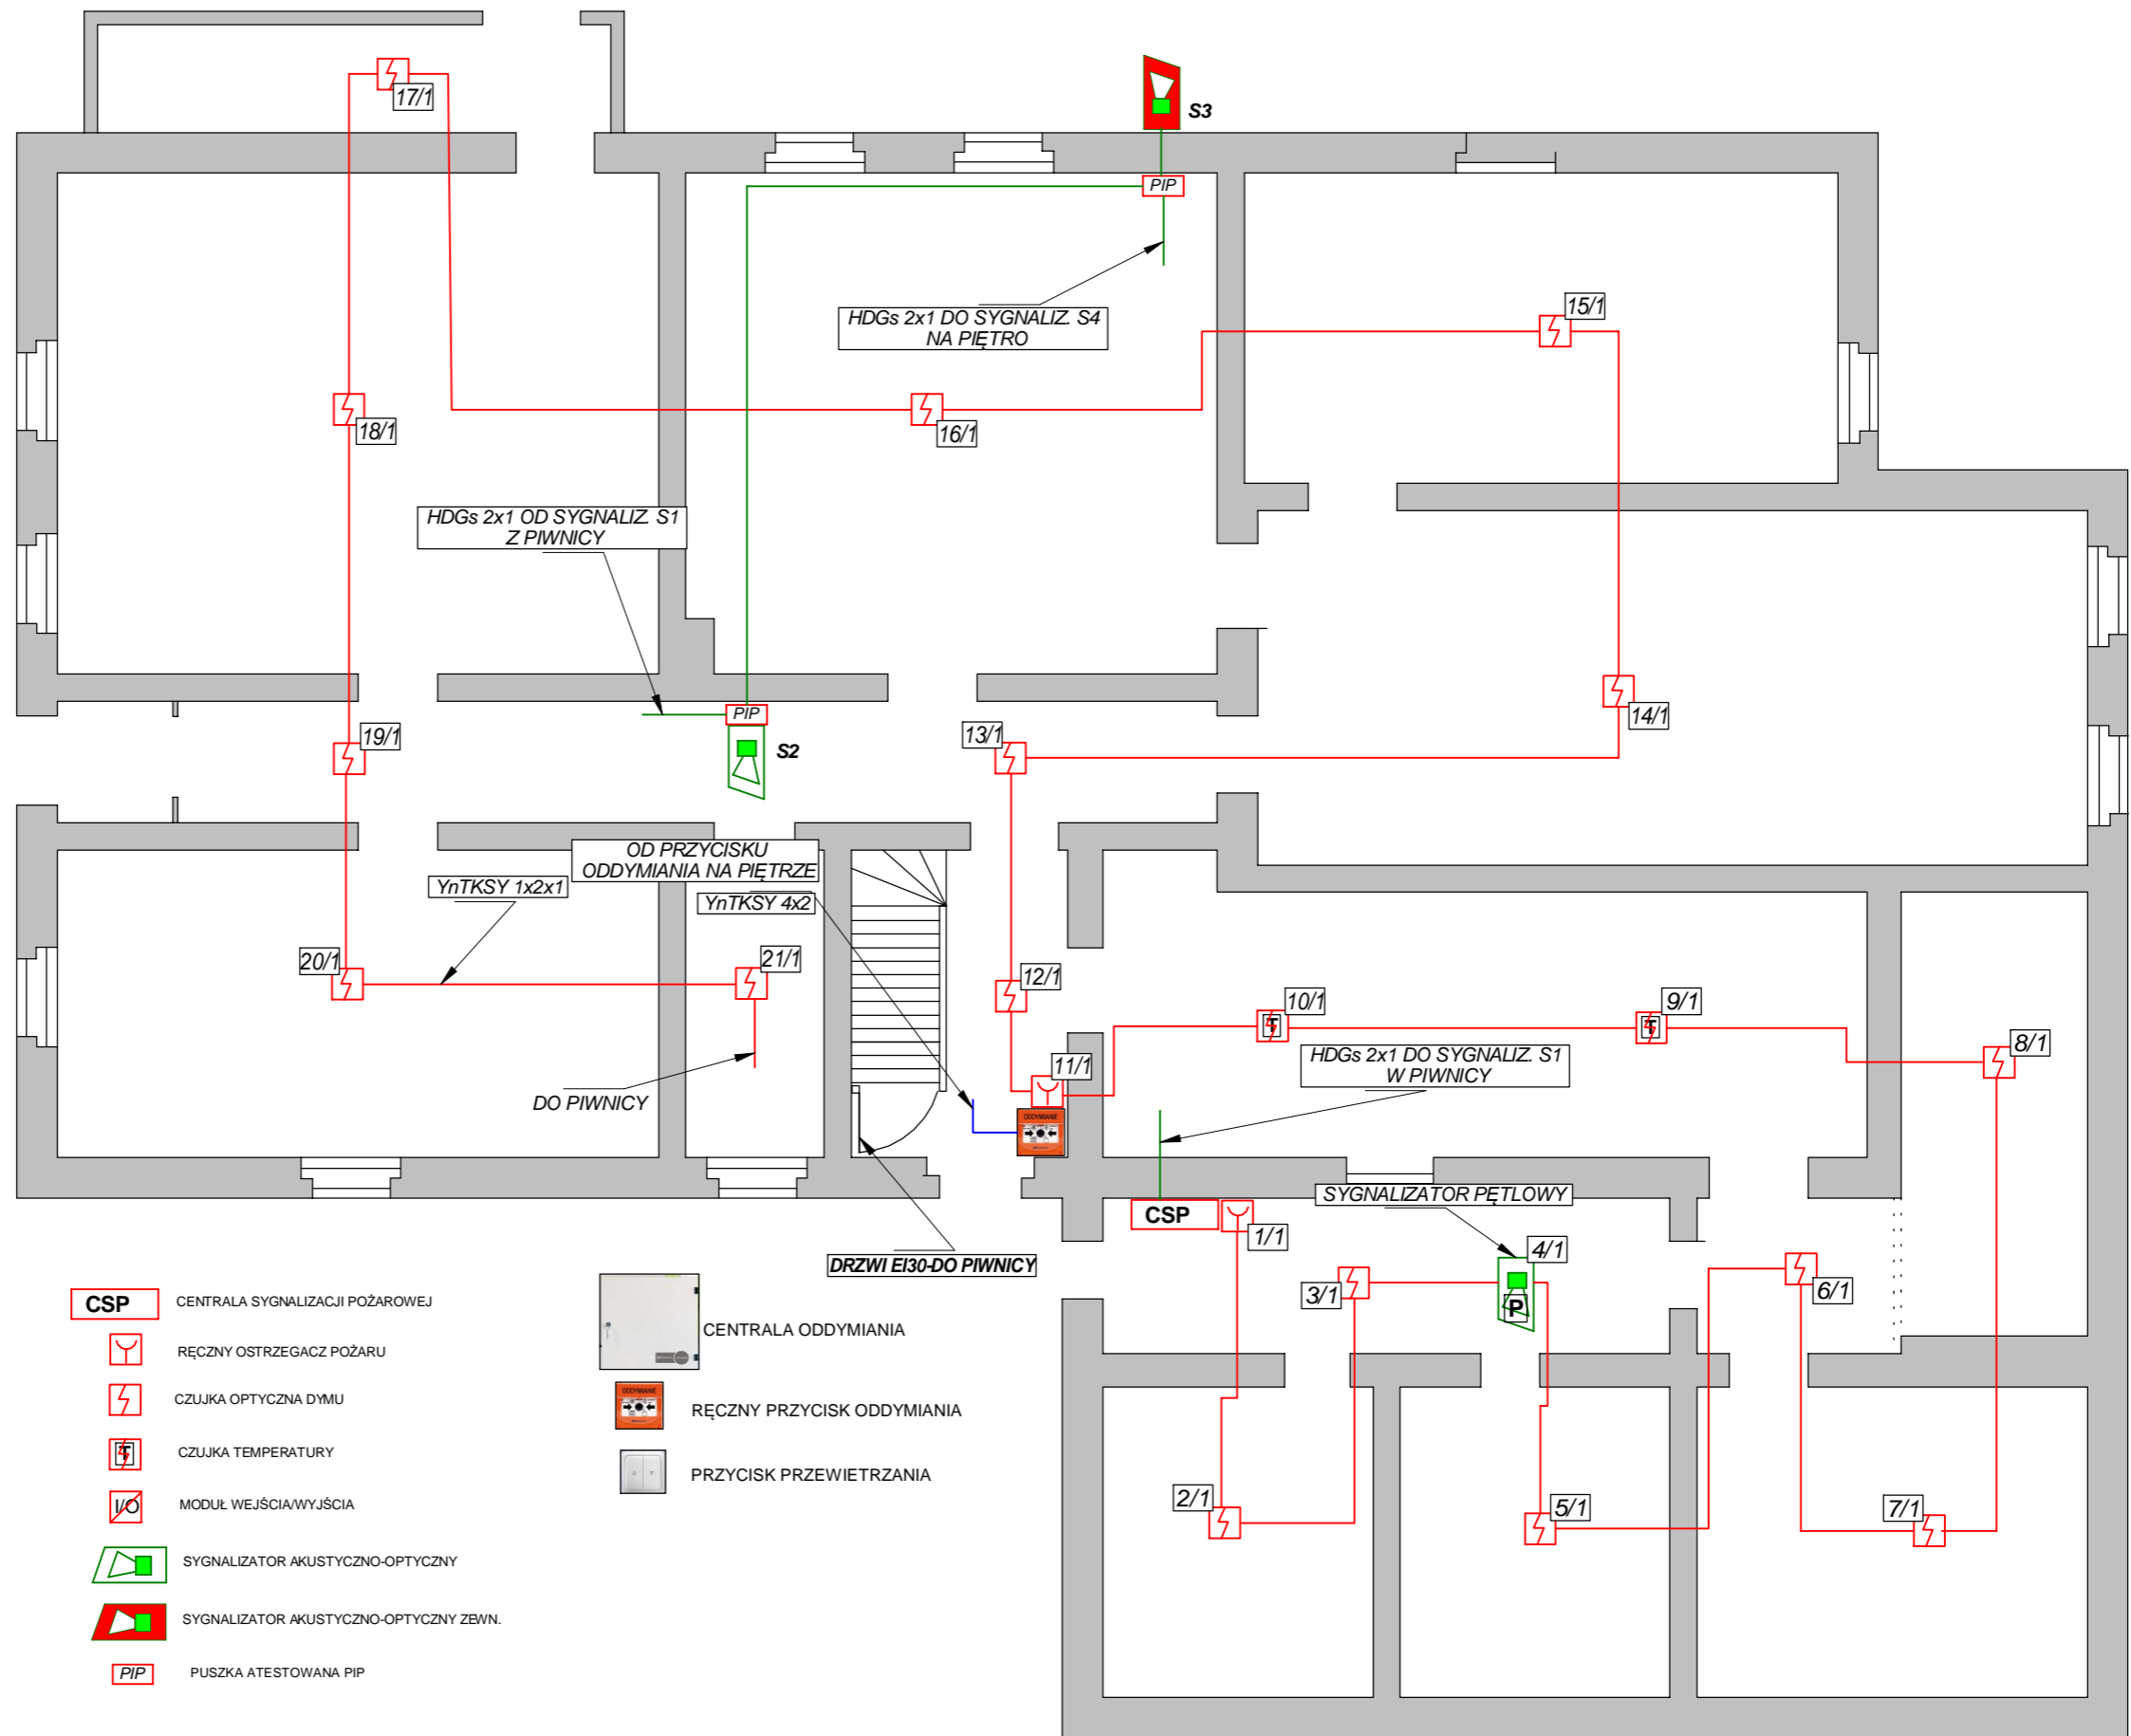 17/1
S3
PIP
HDGs 2x1 DO SYGNALIZ. S4
NA PIĘTRO
15/1
18/1
16/1
HDGs 2x1 OD SYGNALIZ. S1
Z PIWNICY
14/1
PIP
19/1
S2
13/1
OD PRZYCISKU
ODDYMIANIA NA PIĘTRZE
YnTKSY 1x2x1
YnTKSY 4x2
20/1
21/1
12/1
10/1
T
9/1
T
8/1
HDGs 2x1 DO SYGNALIZ. S1
W PIWNICY
11/1
DO PIWNICY
ODDYMIANIE
SYGNALIZATOR PĘTLOWY
CSP
1/1
4/1
DRZWI EI30-DO PIWNICY
3/1
P
6/1
2/1
5/1
7/1
CSP
CENTRALA SYGNALIZACJI POŻAROWEJ
RĘCZNY OSTRZEGACZ POŻARU
CZUJKA OPTYCZNA DYMU
T
CZUJKA TEMPERATURY
I/O
MODUŁ WEJŚCIA/WYJŚCIA
SYGNALIZATOR AKUSTYCZNO-OPTYCZNY
SYGNALIZATOR AKUSTYCZNO-OPTYCZNY ZEWN.
PIP
PUSZKA ATESTOWANA PIP
CENTRALA ODDYMIANIA
ODDYMIANIE
RĘCZNY PRZYCISK ODDYMIANIA
PRZYCISK PRZEWIETRZANIA